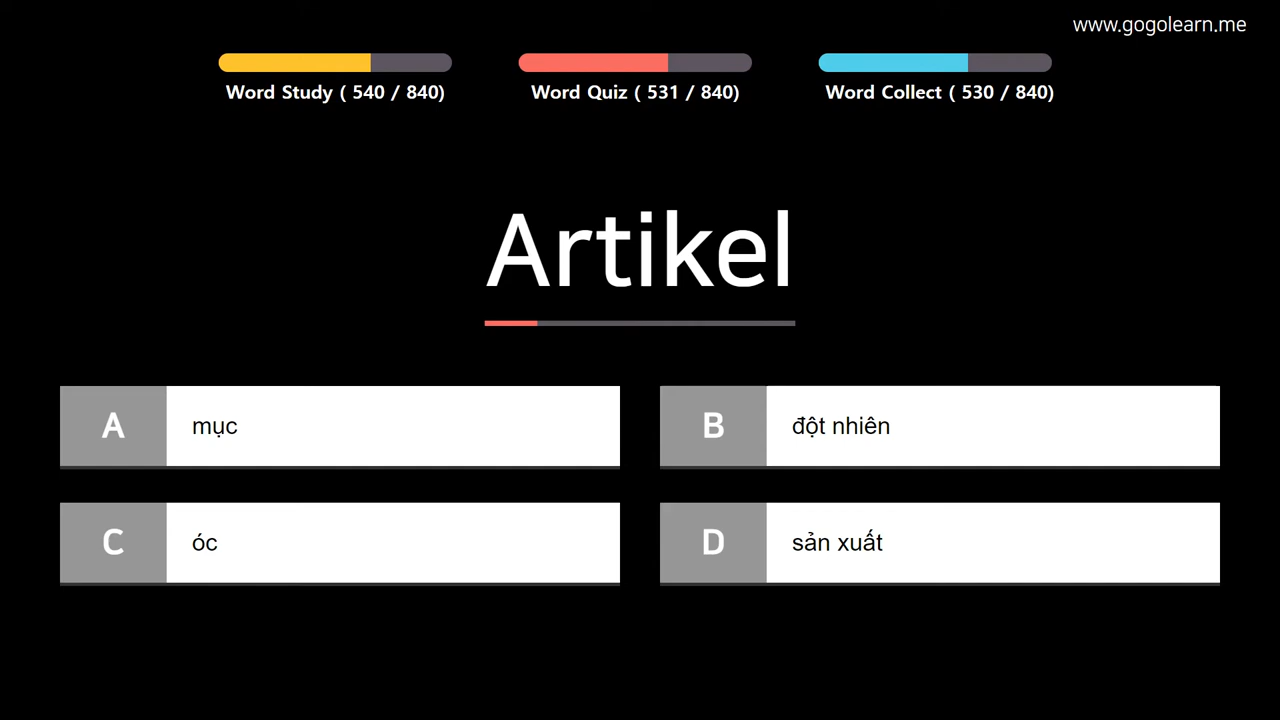 www.gogolearn.me
Word Study ( 540 / 840)
Word Quiz ( 531 / 840)
Word Collect ( 530 / 840)
Artikel
A mục
B đột nhiên
C óc
D sản xuất